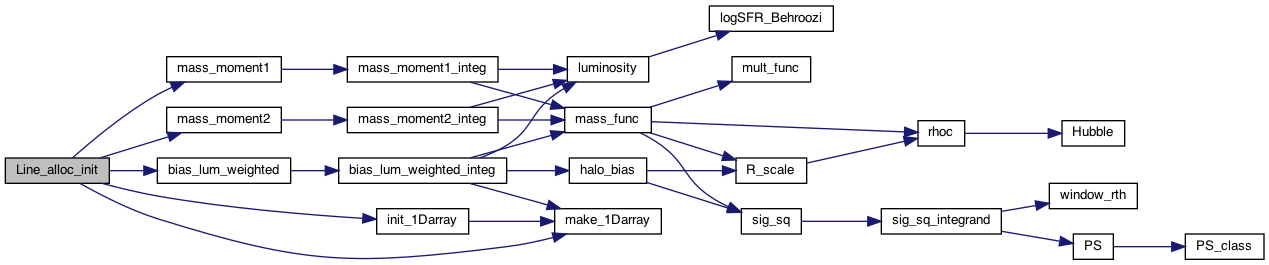 Line_alloc_init
mass_moment1
mass_moment2
bias_lum_weighted
init_1Darray
mass_moment1_integ
mass_moment2_integ
bias_lum_weighted_integ
make_1Darray
luminosity
mass_func
halo_bias
logSFR_Behroozi
mult_func
R_scale
sig_sq
rhoc
sig_sq_integrand
Hubble
window_rth
PS
PS_class